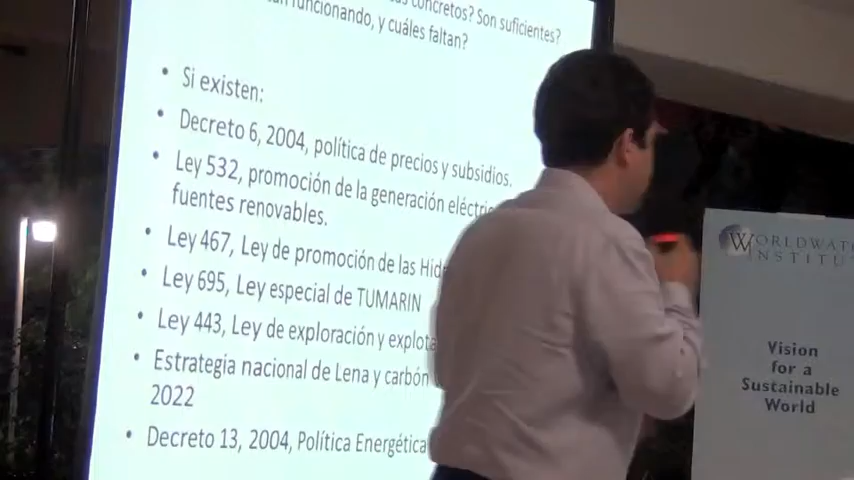 concretos? Son suficientes?
funcionando, y cuáles faltan?
• Si existen:
• Decreto 6, 2004, política de precios y subsidios.
• Ley 532, promoción de la generación eléctric
fuentes renovables.
• Ley 467, Ley de promoción de las Hid
• Ley 695, Ley Especial de TUMARIN
• Ley 443, Ley de exploración y explot
• Estrategia nacional de Lena y carbón
2022
• Decreto 13, 2004, Política Energétic
WORLDWATC
INSTITU
Vision
for a
Sustainable
World